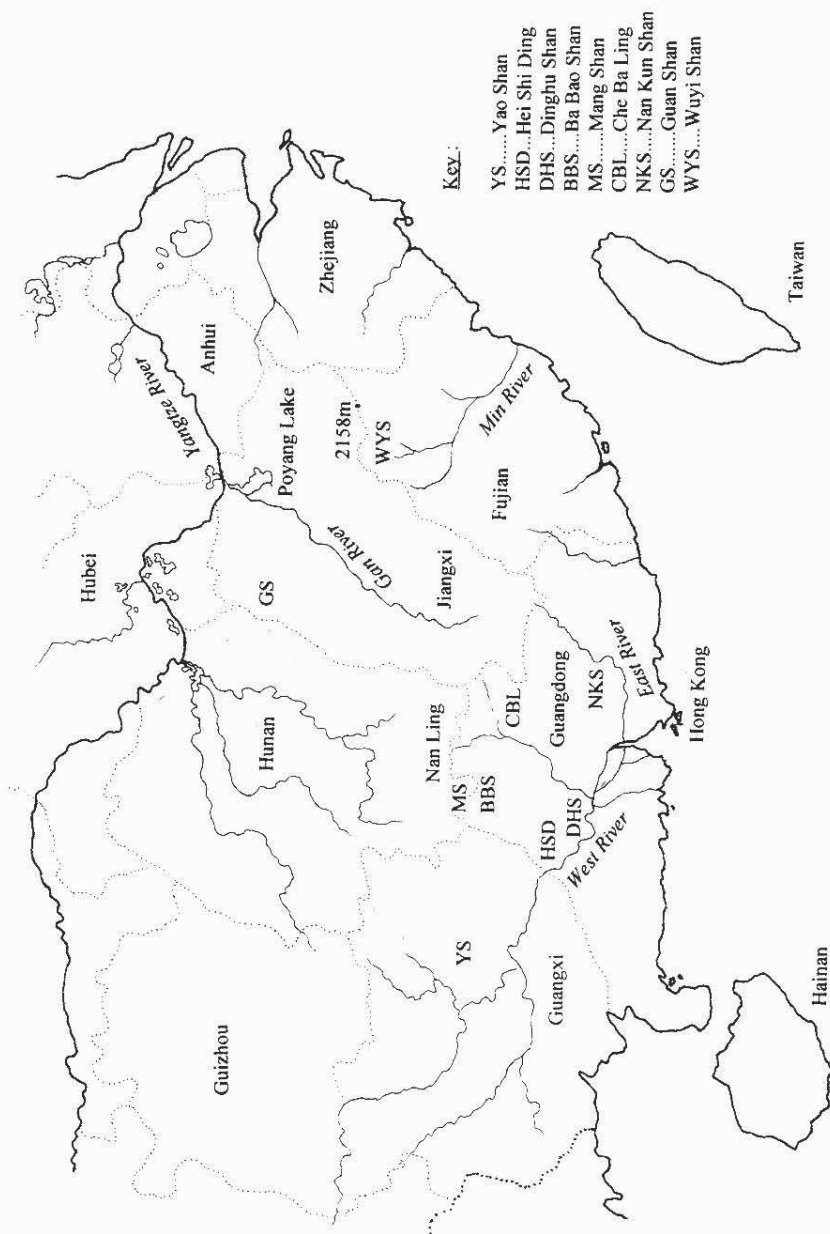 Yangtze River
Hubei
Anhui
Zhejiang
Poyang Lake
2158m
WYS
GS
Gan River
Min River
Guizhou
Hunan
Jiangxi
Fujian
Nan Ling
MS
BBS
CBL
Guangdong
NKS
HSD
DHS
YS
East River
West River
Guangxi
Hong Kong
Hainan
Taiwan
Key :
YS.....Yao Shan
HSD...Hei Shi Ding
DHS...Dinghu Shan
BBS...Ba Bao Shan
MS....Mang Shan
CBL....Che Ba Ling
NKS....Nan Kun Shan
GS.......Guan Shan
WYS...Wuyi Shan